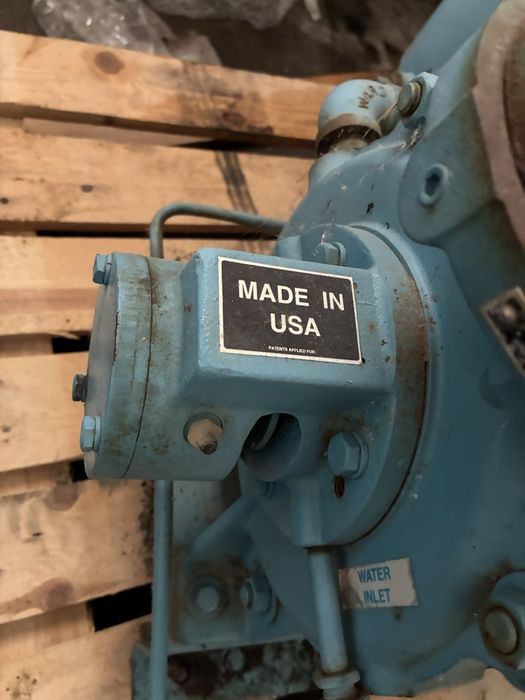 MADE IN
USA
PATENTS APPLIED FOR
WATER
INLET